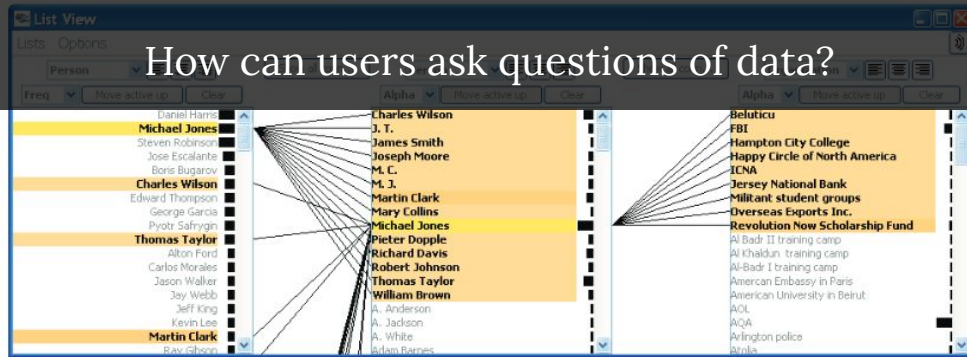 List View
Lists Options
How can users ask questions of data?
Person
Freq Move active up Clear
Alpha Move active up Clear
Alpha Move active up Clear
Daniel Harris
Michael Jones
Steven Robinson
Jose Escalante
Boris Bugarov
Charles Wilson
Edward Thompson
George Garcia
Pyotr Safrygin
Thomas Taylor
Alton Ford
Carlos Morales
Jason Walker
Jay Webb
Jeff King
Kevin Lee
Martin Clark
Ray Gibson
Charles Wilson
J. T.
James Smith
Joseph Moore
M. C.
M. J.
Martin Clark
Mary Collins
Michael Jones
Pieter Dopple
Richard Davis
Robert Johnson
Thomas Taylor
William Brown
A. Anderson
A. Jackson
A. White
Adam Barnes
Beluticu
FBI
Hampton City College
Happy Circle of North America
ICNA
Jersey National Bank
Militant student groups
Overseas Exports Inc.
Revolution Now Scholarship Fund
Al Badr II training camp
Al Khaldun training camp
Al-Badr I training camp
Amercan Embassy in Paris
American University in Beirut
AOL
AQA
Arlington police
Atolia